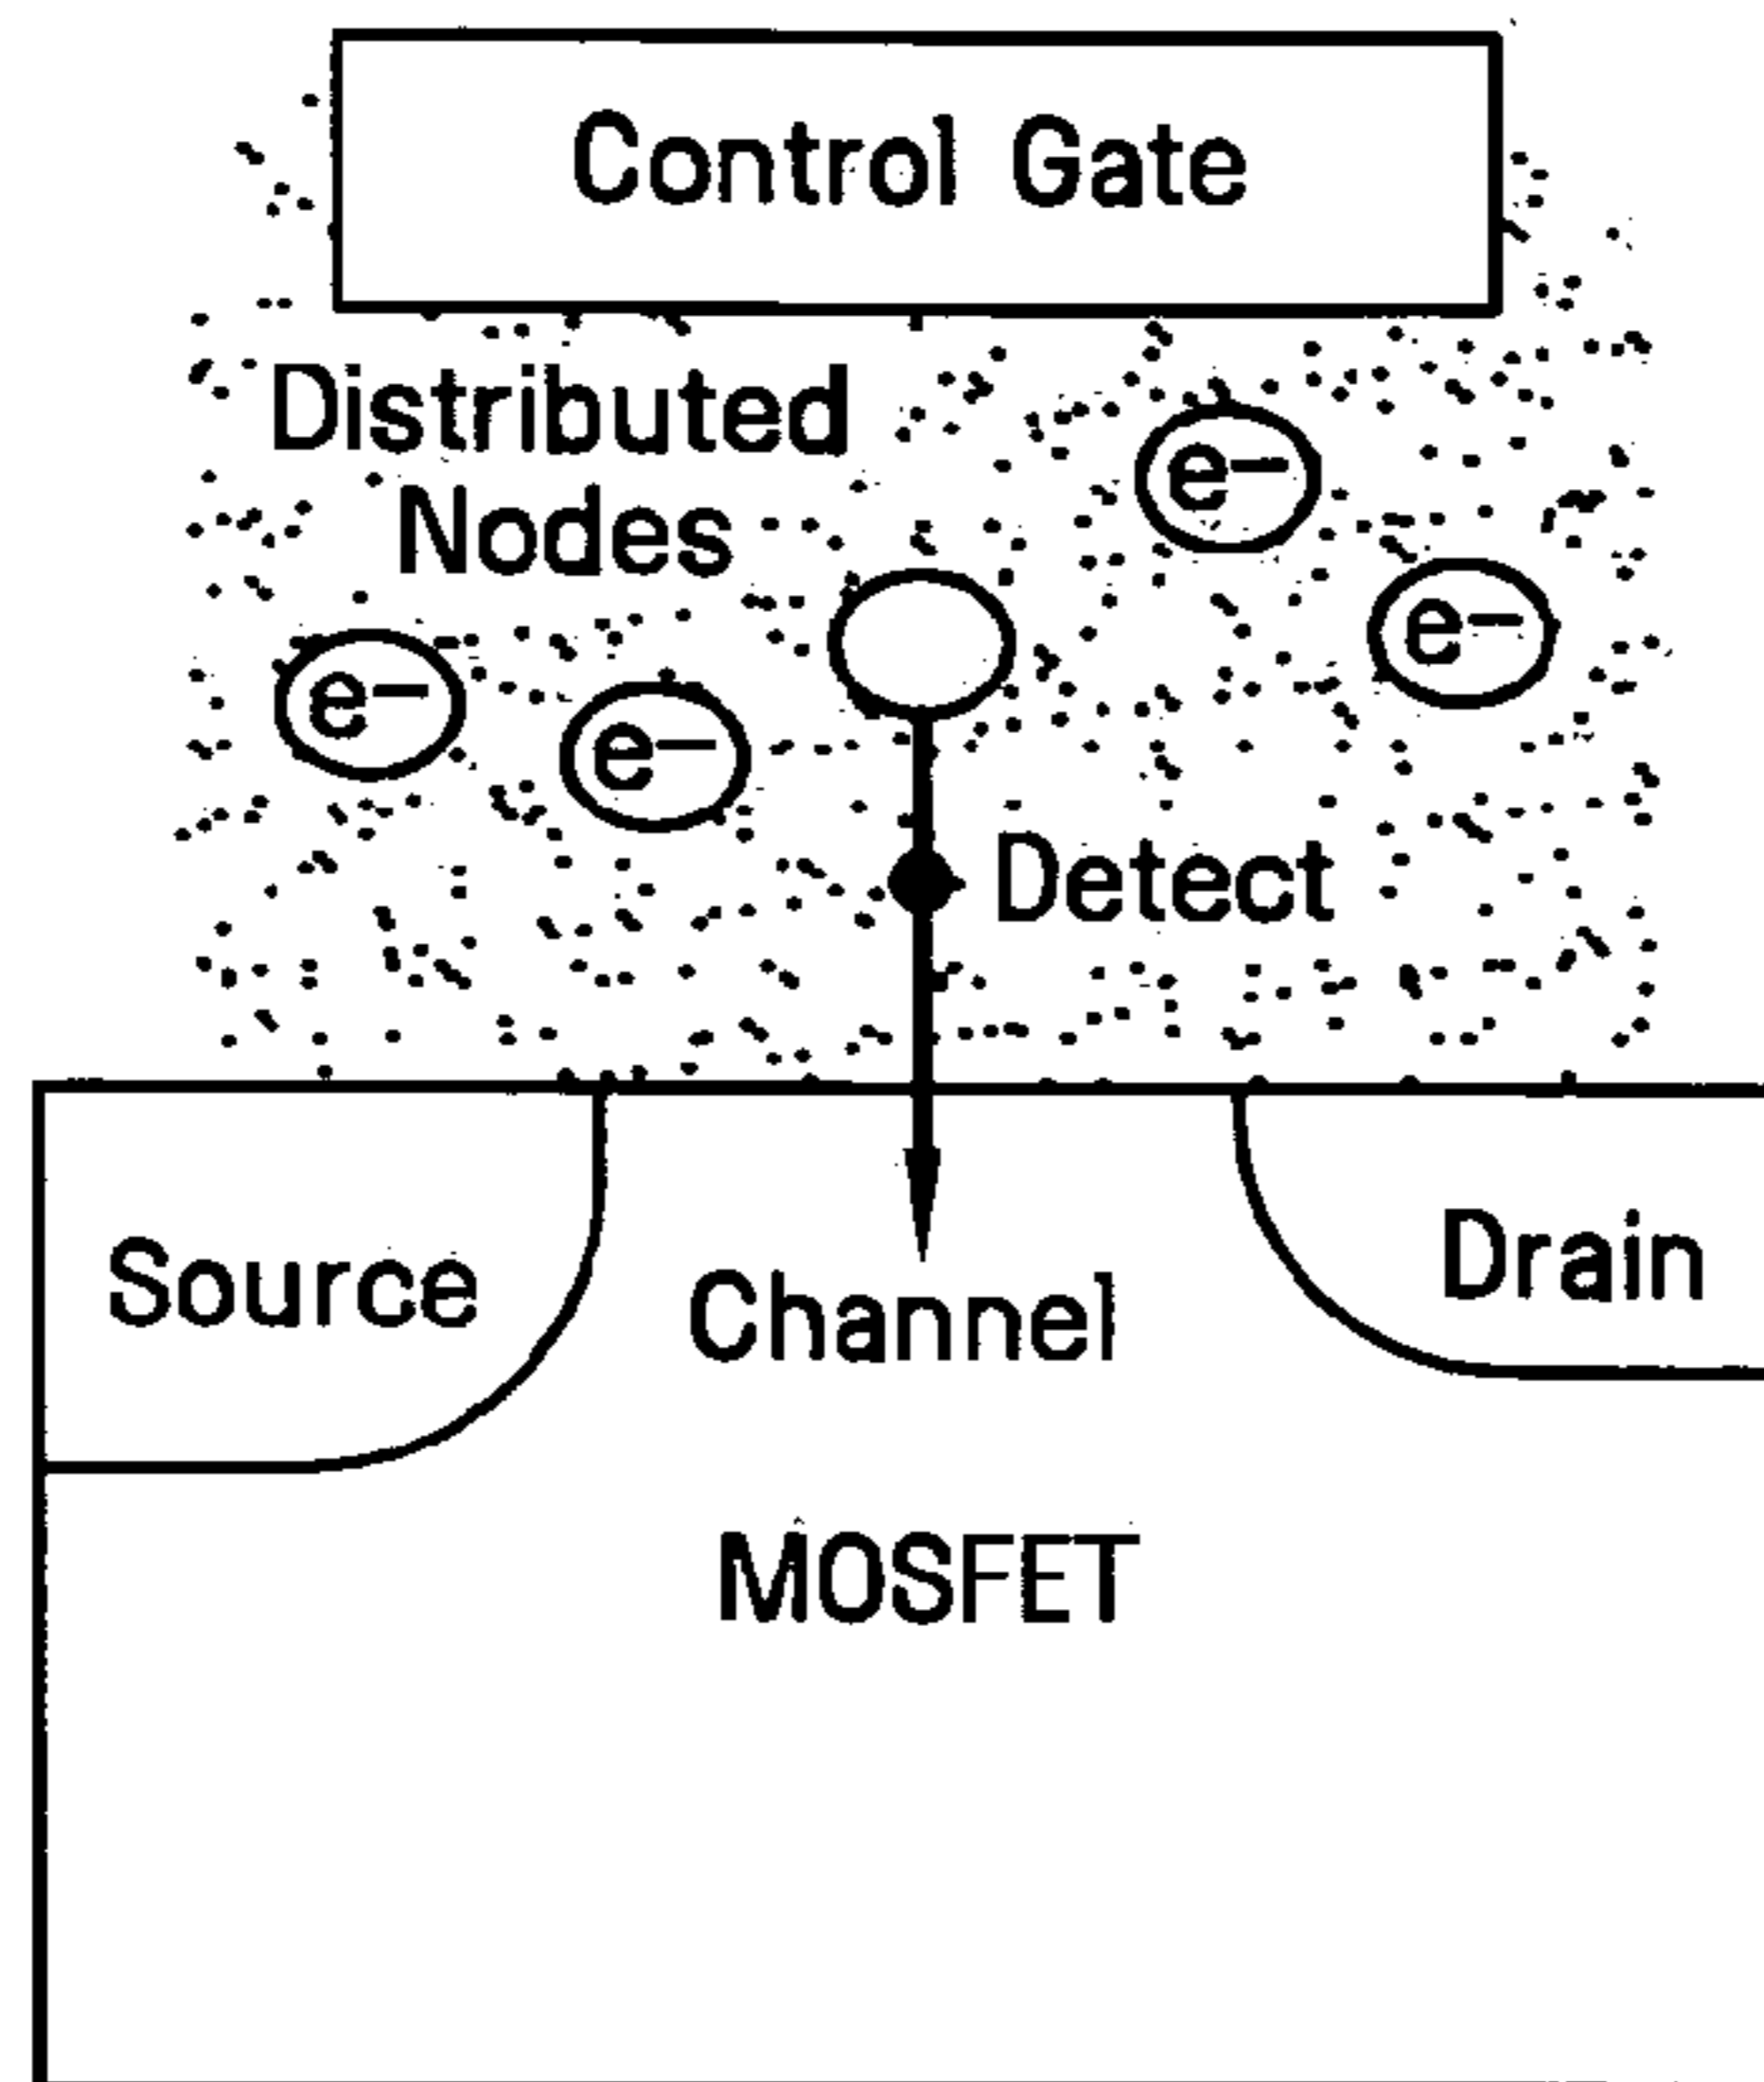 Control Gate
Distributed
Nodes
e−
e−
e−
e−
Detect
Source
Channel
Drain
MOSFET